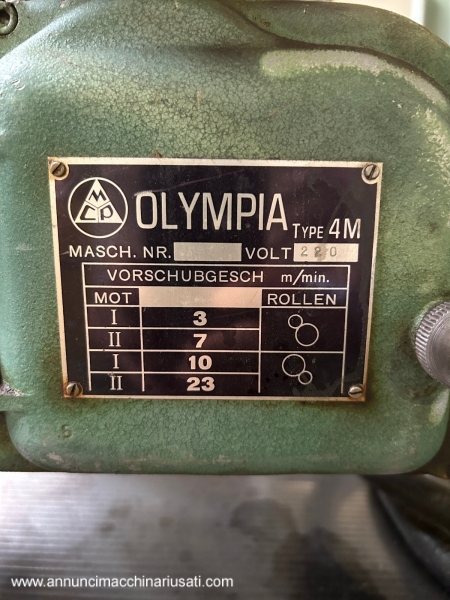 MCP OLYMPIA TYPE 4M
MASCH. NR. VOLT 220
VORSCHUBGESCH m/min.
MOT ROLLEN
I 3
II 7
I 10
II 23
www.annuncimacchinariusati.com